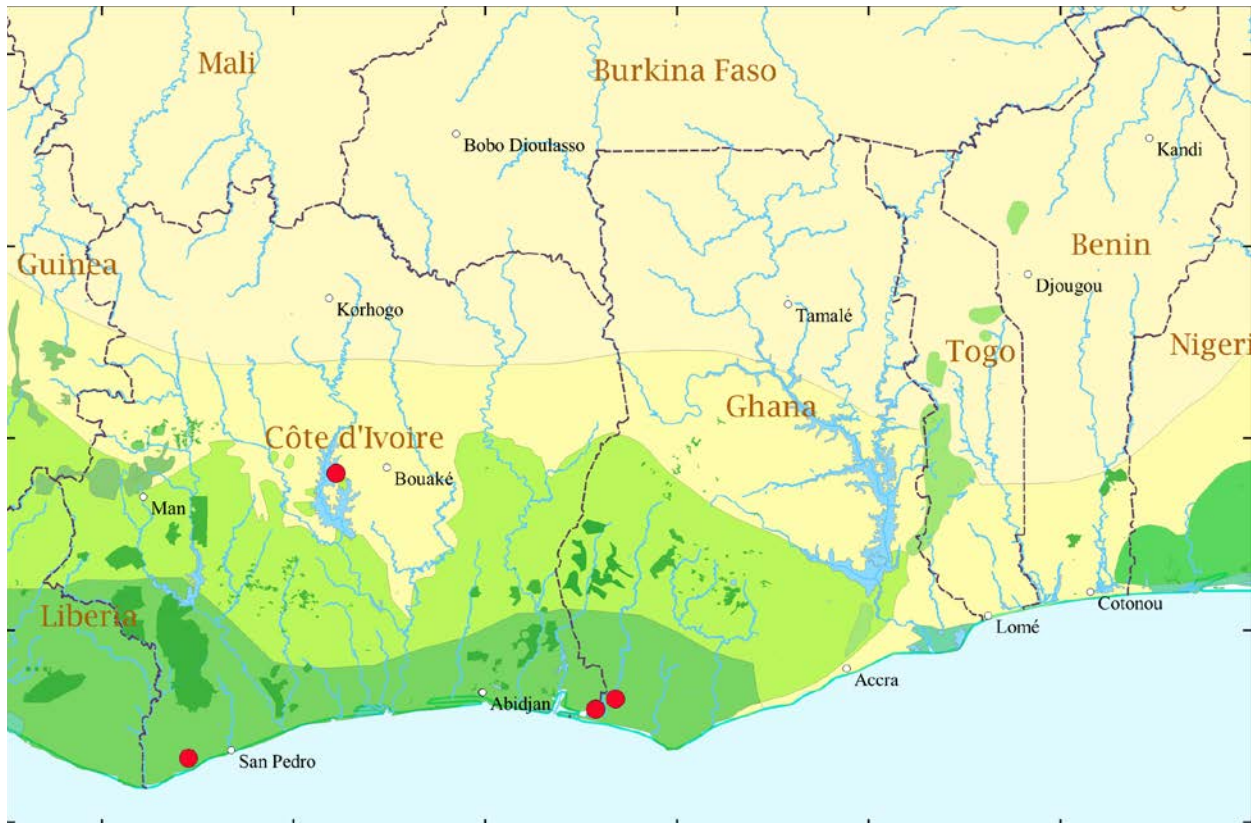 Mali
Burkina Faso
Bobo Dioulasso
Kandi
Guinea
Benin
Korhogo
Djougou
Tamalé
Togo
Nigeri
Ghana
Côte d'Ivoire
Bouaké
Man
Liberia
Cotonou
Lomé
Accra
Abidjan
San Pedro